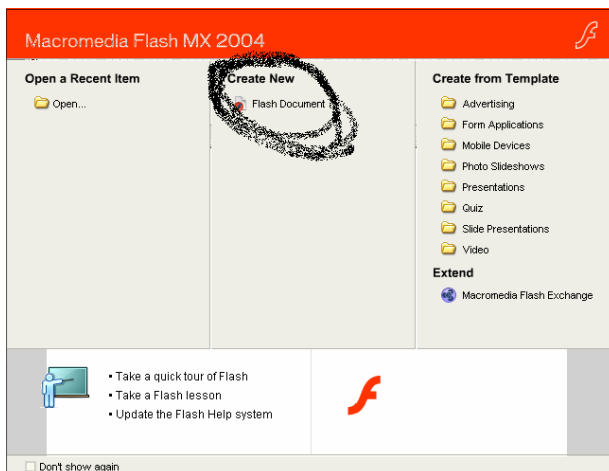 Macromedia Flash MX 2004
Open a Recent Item
Open...
Create New
Flash Document
Create from Template
Advertising
Form Applications
Mobile Devices
Photo Slideshows
Presentations
Quiz
Slide Presentations
Video
Extend
Macromedia Flash Exchange
• Take a quick tour of Flash
• Take a Flash lesson
• Update the Flash Help system
Don't show again